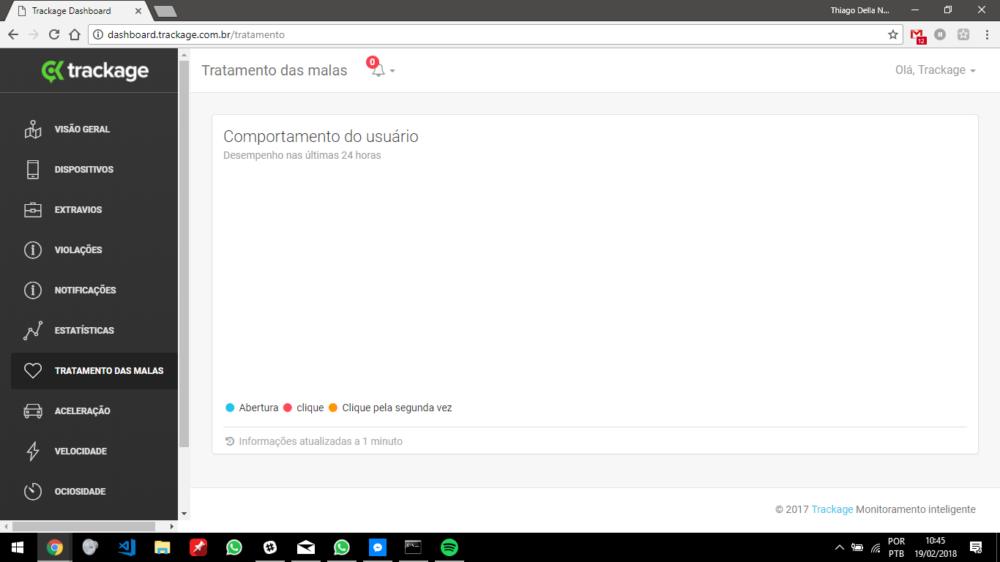 Trackage Dashboard
Thiago Della N...
dashboard.trackage.com.br/tratamento
12
trackage
Tratamento das malas
0
Olá, Trackage
VISÃO GERAL
DISPOSITIVOS
EXTRAVIOS
VIOLAÇÕES
NOTIFICAÇÕES
ESTATÍSTICAS
TRATAMENTO DAS MALAS
ACELERAÇÃO
VELOCIDADE
OCIOSIDADE
Comportamento do usuário
Desempenho nas últimas 24 horas
Abertura clique Clique pela segunda vez
Informações atualizadas a 1 minuto
© 2017 Trackage Monitoramento inteligente
POR
PTB
10:45
19/02/2018